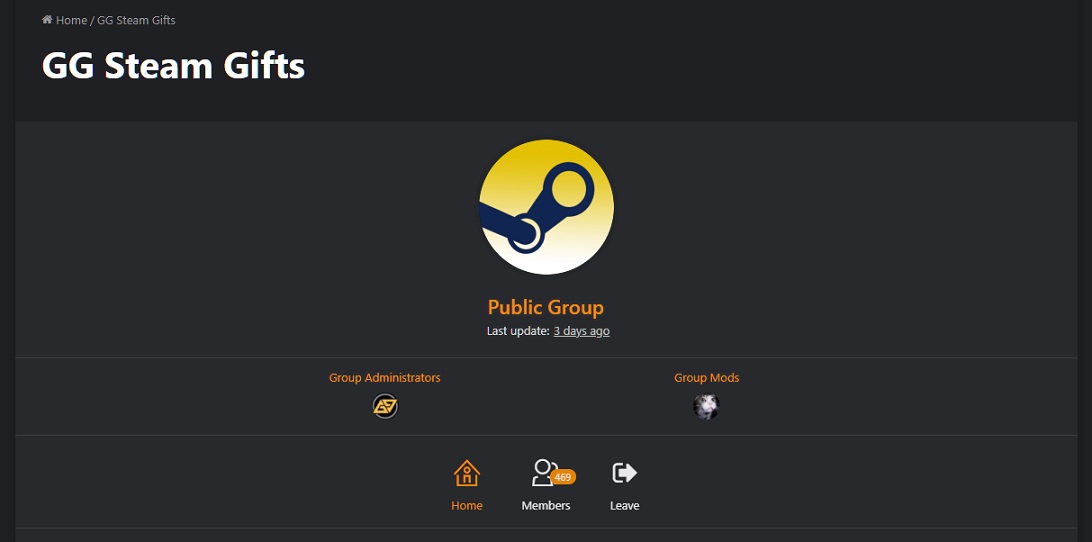 Home / GG Steam Gifts
GG Steam Gifts
Public Group
Last update: 3 days ago
Group Administrators
Group Mods
469
Home
Members
Leave